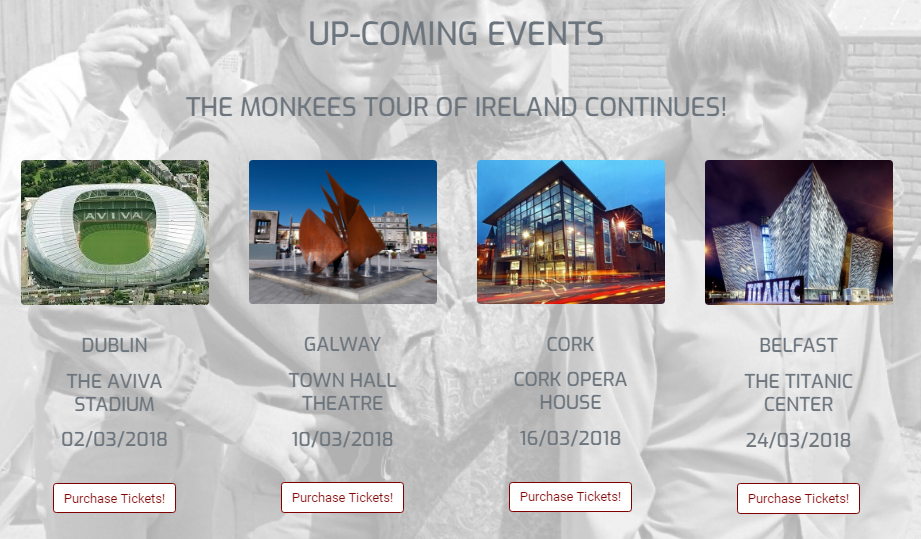 UP-COMING EVENTS
THE MONKEES TOUR OF IRELAND CONTINUES!
AVIVA
TITANIC
DUBLIN
THE AVIVA
STADIUM
02/03/2018
Purchase Tickets!
GALWAY
TOWN HALL
THEATRE
10/03/2018
Purchase Tickets!
CORK
CORK OPERA
HOUSE
16/03/2018
Purchase Tickets!
BELFAST
THE TITANIC
CENTER
24/03/2018
Purchase Tickets!